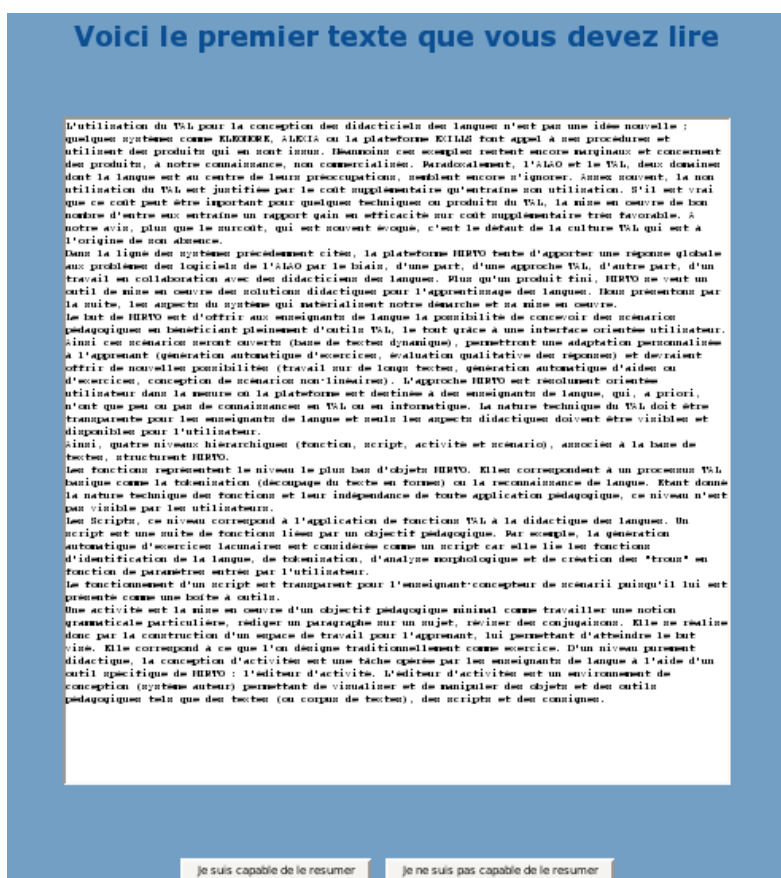 Voici le premier texte que vous devez lire
L'utilisation du TAL pour la conception des didacticiels des langues n'est pas une idée nouvelle ;
quelques systèmes comme ELEONORE, ALEXIA ou la plateforme EXILLS font appel à ses procédures et
utilisent des produits qui en sont issus. Néanmoins ces exemples restent encore marginaux et concernent
des produits, à notre connaissance, non commercialisés. Paradoxalement, l'ALAO et le TAL, deux domaines
dont la langue est au centre de leurs préoccupations, semblent encore s'ignorer. Assez souvent, la non
utilisation du TAL est justifiée par le coût supplémentaire qu'entraîne son utilisation. S'il est vrai
que ce coût peut être important pour quelques techniques ou produits du TAL, la mise en oeuvre de bon
nombre d'entre eux entraîne un rapport gain en efficacité sur coût supplémentaire très favorable. A
notre avis, plus que le surcoût, qui est souvent évoqué, c'est le défaut de la culture TAL qui est à
l'origine de son absence.
Dans la ligne des systèmes précédemment cités, la plateforme MIRTO tente d'apporter une réponse globale
aux problèmes des logiciels de l'ALAO par le biais, d'une part, d'une approche TAL, d'autre part, d'un
travail en collaboration avec des didacticiens des langues. Plus qu'un produit fini, MIRTO se veut un
outil de mise en oeuvre des solutions didactiques pour l'apprentissage des langues. Nous présentons par
la suite, les aspects du système qui matérialisent notre démarche et sa mise en oeuvre.
Le but de MIRTO est d'offrir aux enseignants de langue la possibilité de concevoir des scénarios
pédagogiques en bénéficiant pleinement d'outils TAL, le tout grâce à une interface orientée utilisateur.
Ainsi ces scénarios seront ouverts (base de textes dynamique), permettront une adaptation personnalisée
à l'apprenant (génération automatique d'exercices, évaluation qualitative des réponses) et devraient
offrir de nouvelles possibilités (travail sur de longs textes, génération automatique d'aides ou
d'exercices, conception de scénarios non-linéaires). L'approche MIRTO est résolument orientée
utilisateur dans la mesure où la plateforme est destinée à des enseignants de langue, qui, a priori,
n'ont que peu ou pas de connaissances en TAL ou en informatique. La nature technique du TAL doit être
transparente pour les enseignants de langue et seuls les aspects didactiques doivent être visibles et
disponibles pour l'utilisateur.
Ainsi, quatre niveaux hiérarchiques (fonction, script, activité et scénario), associés à la base de
textes, structurent MIRTO.
Les fonctions représentent le niveau le plus bas d'objets MIRTO. Elles correspondent à un processus TAL
basique comme la tokenisation (découpage du texte en formes) ou la reconnaissance de langue. Etant donné
la nature technique des fonctions et leur indépendance de toute application pédagogique, ce niveau n'est
pas visible par les utilisateurs.
Les Scripts, ce niveau correspond à l'application de fonctions TAL à la didactique des langues. Un
script est une suite de fonctions liées par un objectif pédagogique. Par exemple, la génération
automatique d'exercices lacunaires est considérée comme un script car elle lie les fonctions
d'identification de la langue, de tokenisation, d'analyse morphologique et de création des "trous" en
fonction de paramètres entrés par l'utilisateur.
Le fonctionnement d'un script est transparent pour l'enseignant-concepteur de scénarii puisqu'il lui est
présenté comme une boîte à outils.
Une activité est la mise en oeuvre d'un objectif pédagogique minimal comme travailler une notion
grammaticale particulière, rédiger un paragraphe sur un sujet, réviser des conjugaisons. Elle se réalise
donc par la construction d'un espace de travail pour l'apprenant, lui permettant d'atteindre le but
visé. Elle correspond à ce que l'on désigne traditionnellement comme exercice. D'un niveau purement
didactique, la conception d'activités est une tâche opérée par les enseignants de langue à l'aide d'un
outil spécifique de MIRTO : l'éditeur d'activité. L'éditeur d'activités est un environnement de
conception (système auteur) permettant de visualiser et de manipuler des objets et des outils
pédagogiques tels que des textes (ou corpus de textes), des scripts et des consignes.
Je suis capable de le resumer Je ne suis pas capable de le resumer